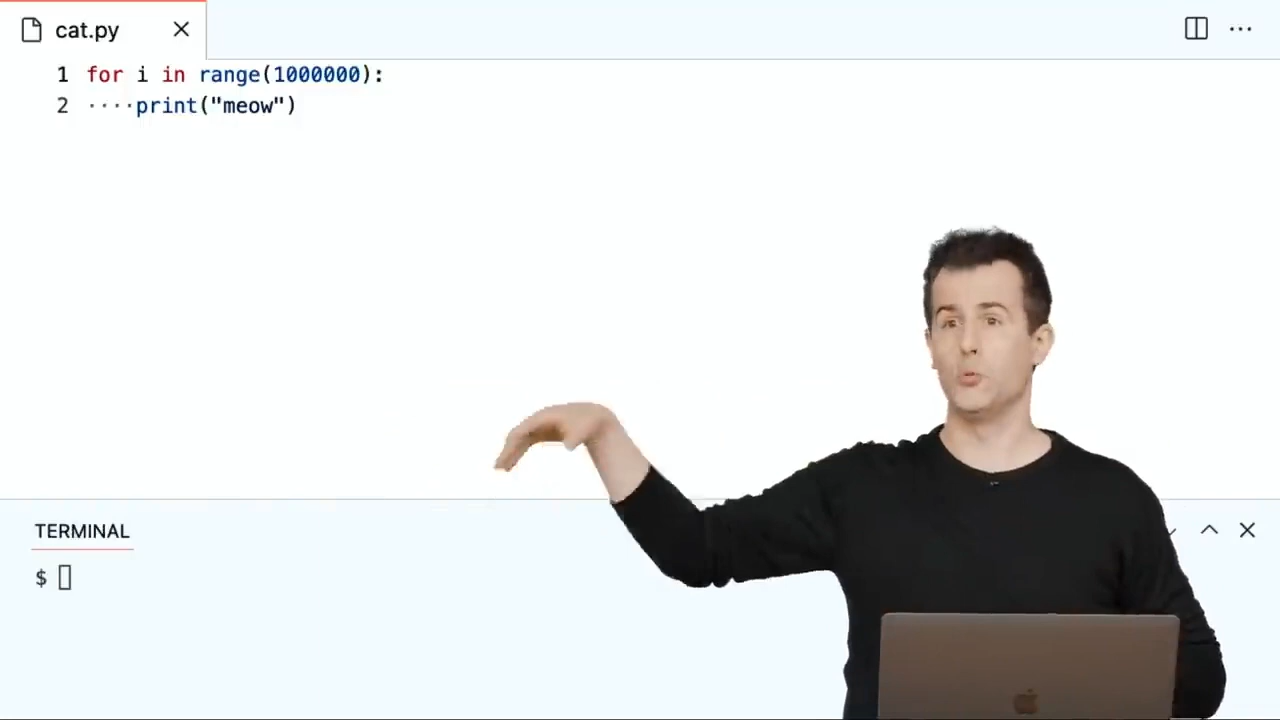 cat.py
1 for i in range(1000000):
2 ····print("meow")
TERMINAL
$